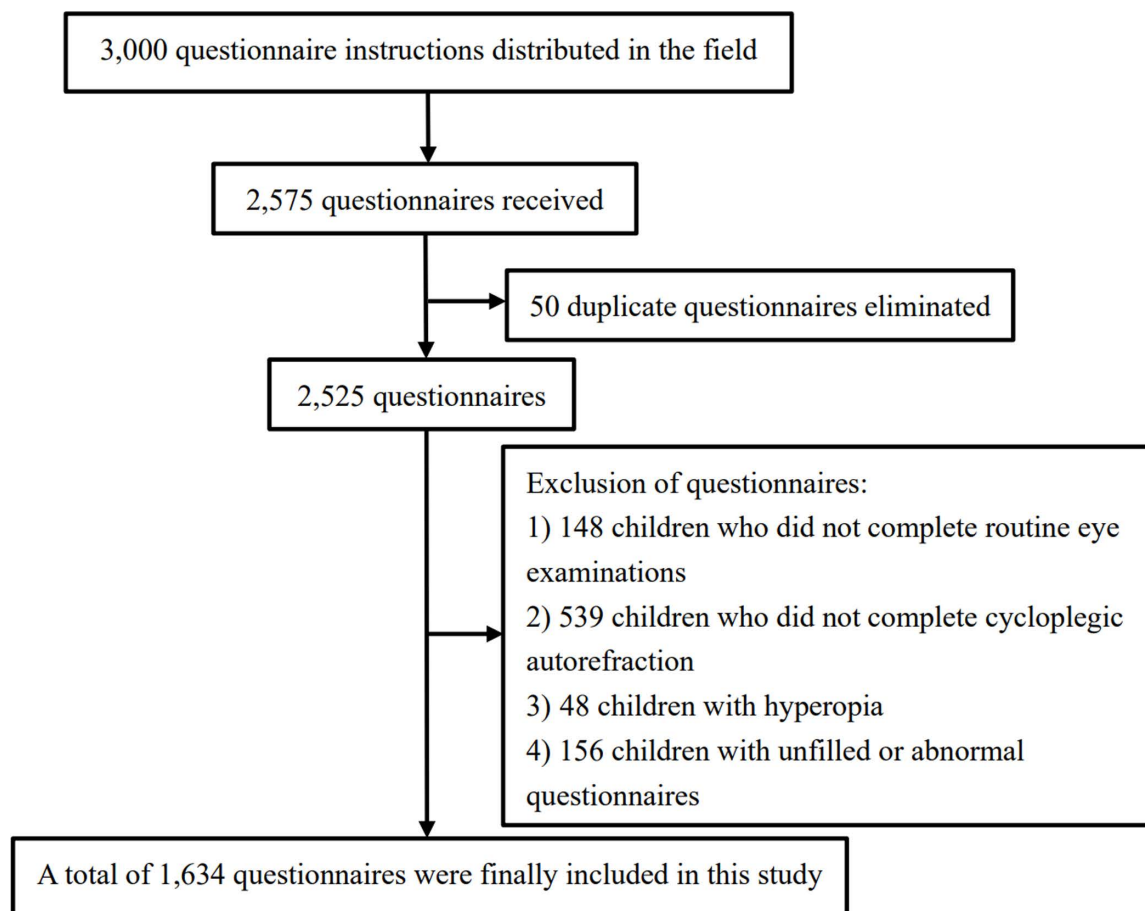 3,000 questionnaire instructions distributed in the field
2,575 questionnaires received
50 duplicate questionnaires eliminated
2,525 questionnaires
Exclusion of questionnaires:
1) 148 children who did not complete routine eye
examinations
2) 539 children who did not complete cycloplegic
autorefraction
3) 48 children with hyperopia
4) 156 children with unfilled or abnormal
questionnaires
A total of 1,634 questionnaires were finally included in this study